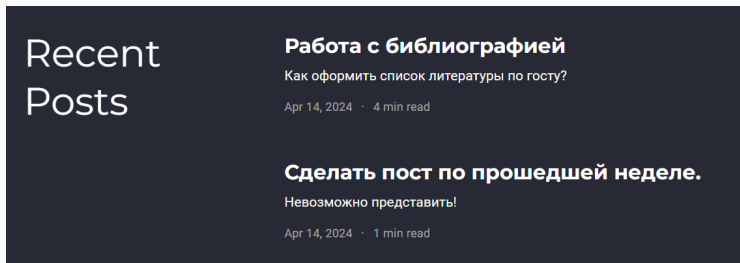 Recent
Posts
Работа с библиографией
Как оформить список литературы по госту?
Apr 14, 2024 · 4 min read
Сделать пост по прошедшей неделе.
Невозможно представить!
Apr 14, 2024 · 1 min read